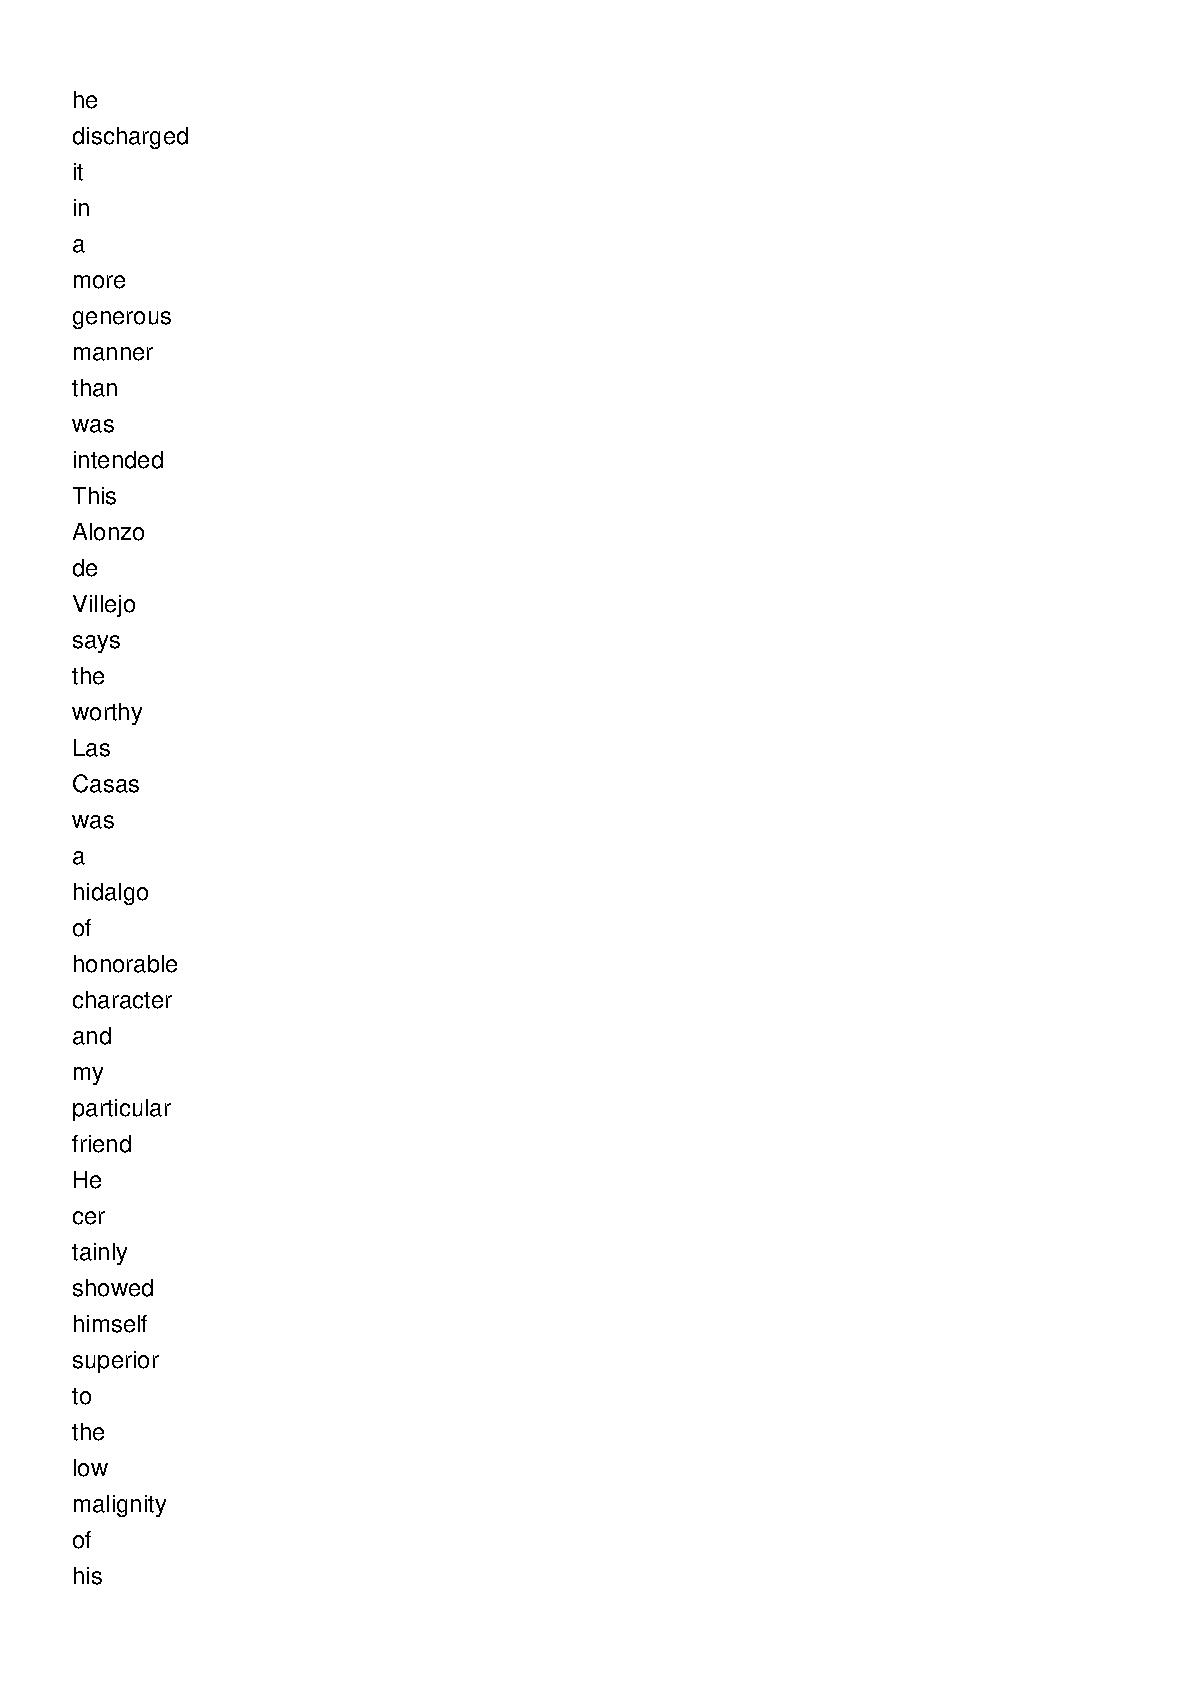 he
discharged
it
in
a
more
generous
manner
than
was
intended
This
Alonzo
de
Villejo
says
the
worthy
Las
Casas
was
a
hidalgo
of
honorable
character
and
my
particular
friend
He
cer
tainly
showed
himself
superior
to
the
low
malignity
of
his